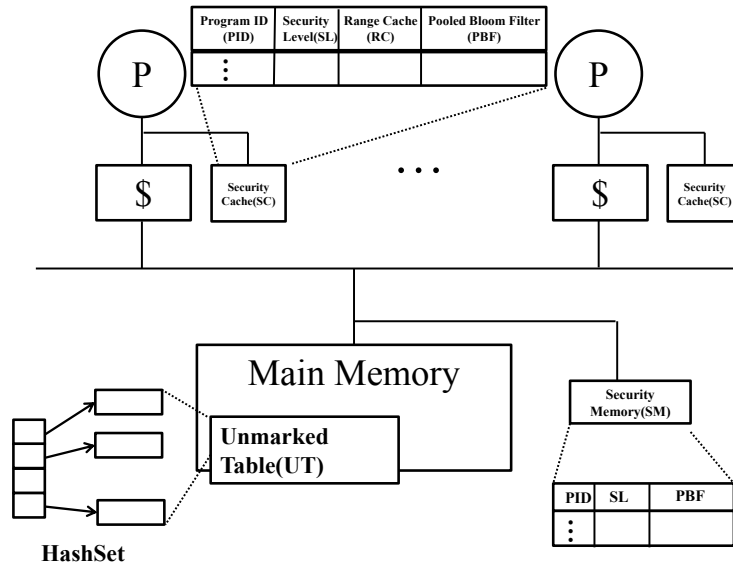 Program ID
(PID)
Security
Level(SL)
Range Cache
(RC)
Pooled Bloom Filter
(PBF)
P
P
$
Security
Cache(SC)
$
Security
Cache(SC)
Main Memory
Unmarked
Table(UT)
Security
Memory(SM)
PID
SL
PBF
HashSet